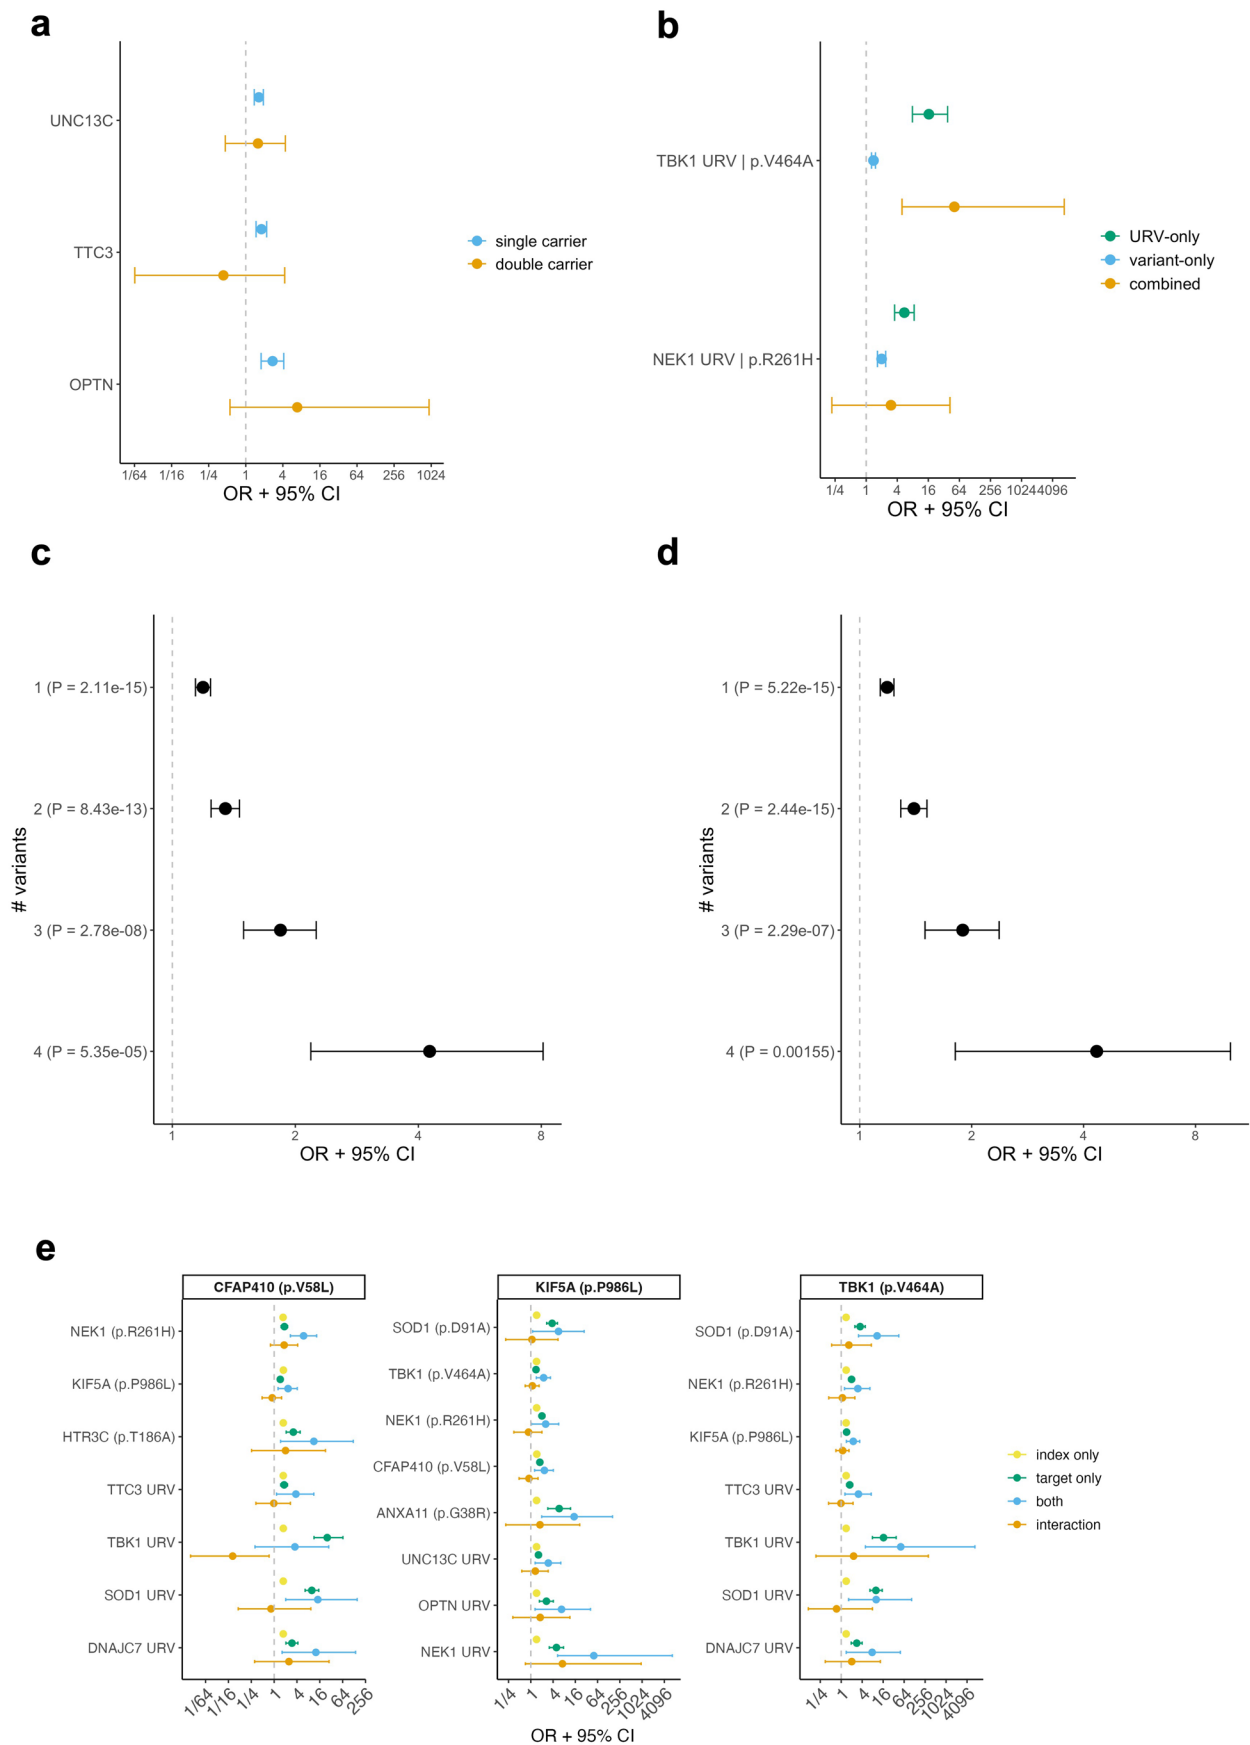 a
UNC13C
TTC3
OPTN
1/64 1/16 1/4 1 4 16 64 256 1024
OR + 95% CI
single carrier
double carrier
b
TBK1 URV | p.V464A
NEK1 URV | p.R261H
1/4 1 4 16 64 256 1024 4096
OR + 95% CI
URV-only
variant-only
combined
c
# variants
1 (P = 2.11e-15)
2 (P = 8.43e-13)
3 (P = 2.78e-08)
4 (P = 5.35e-05)
1 2 4 8
OR + 95% CI
d
# variants
1 (P = 5.22e-15)
2 (P = 2.44e-15)
3 (P = 2.29e-07)
4 (P = 0.00155)
1 2 4 8
OR + 95% CI
e
CFAP410 (p.V58L)
NEK1 (p.R261H)
KIF5A (p.P986L)
HTR3C (p.T186A)
TTC3 URV
TBK1 URV
SOD1 URV
DNAJC7 URV
1/64 1/16 1/4 1 4 16 64 256
KIF5A (p.P986L)
SOD1 (p.D91A)
TBK1 (p.V464A)
NEK1 (p.R261H)
CFAP410 (p.V58L)
ANXA11 (p.G38R)
UNC13C URV
OPTN URV
NEK1 URV
1/4 1 4 16 64 256 1024 4096
OR + 95% CI
TBK1 (p.V464A)
SOD1 (p.D91A)
NEK1 (p.R261H)
KIF5A (p.P986L)
TTC3 URV
TBK1 URV
SOD1 URV
DNAJC7 URV
1/4 1 4 16 64 256 1024 4096
index only
target only
both
interaction